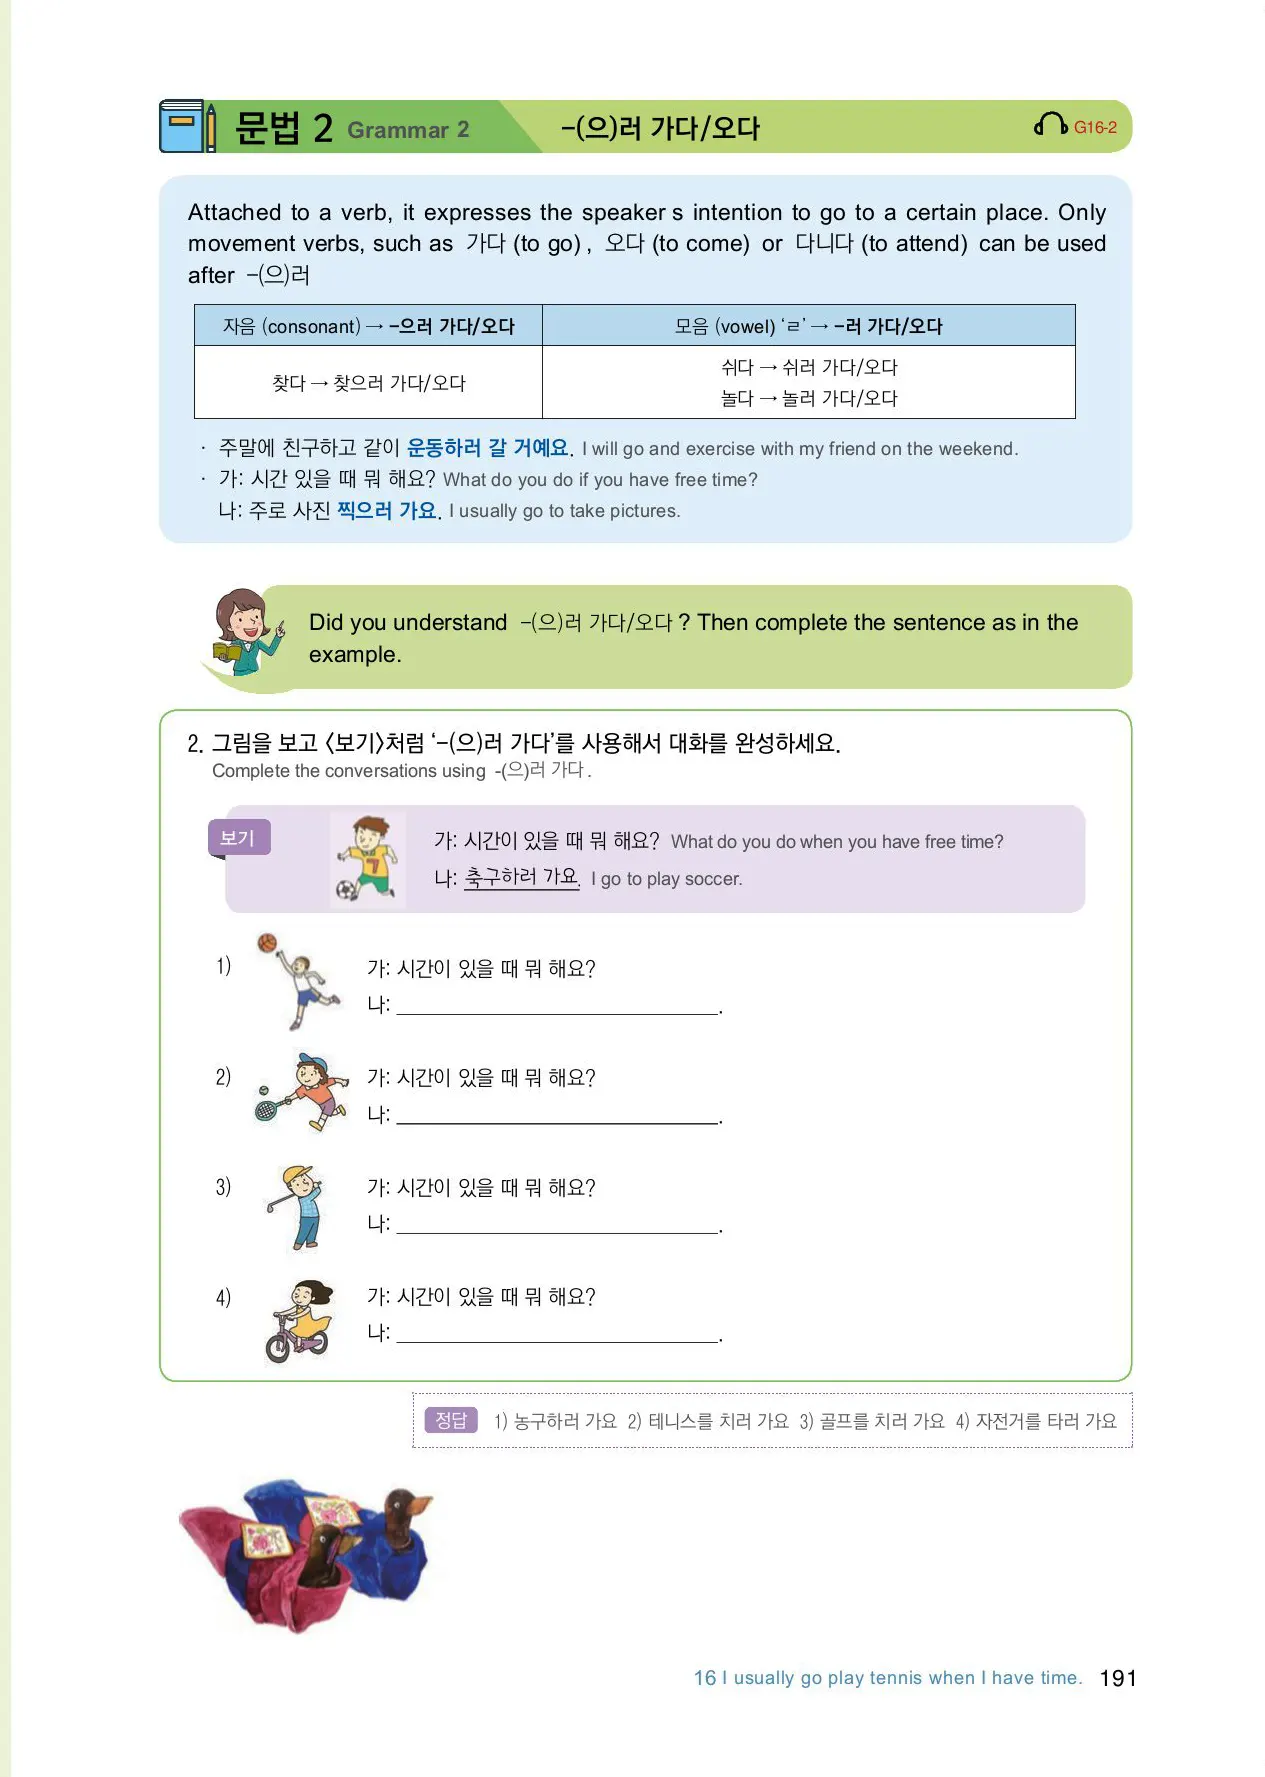 문법 2 Grammar 2 -(으)러 가다/오다 G16-2
Attached to a verb, it expresses the speaker s intention to go to a certain place. Only
movement verbs, such as 가다 (to go) , 오다 (to come) or 다니다 (to attend) can be used
after -(으)러
자음 (consonant) → -으러 가다/오다
모음 (vowel) ‘ㄹ’ → -러 가다/오다
찾다 → 찾으러 가다/오다
쉬다 → 쉬러 가다/오다
놀다 → 놀러 가다/오다
· 주말에 친구하고 같이 운동하러 갈 거예요. I will go and exercise with my friend on the weekend.
· 가: 시간 있을 때 뭐 해요? What do you do if you have free time?
나: 주로 사진 찍으러 가요. I usually go to take pictures.
Did you understand -(으)러 가다/오다 ? Then complete the sentence as in the
example.
2. 그림을 보고 〈보기〉처럼 ‘-(으)러 가다’를 사용해서 대화를 완성하세요.
Complete the conversations using -(으)러 가다 .
보기
가: 시간이 있을 때 뭐 해요? What do you do when you have free time?
나: 축구하러 가요. I go to play soccer.
7
1) 가: 시간이 있을 때 뭐 해요?
나: .
2) 가: 시간이 있을 때 뭐 해요?
나: .
3) 가: 시간이 있을 때 뭐 해요?
나: .
4) 가: 시간이 있을 때 뭐 해요?
나: .
정답 1) 농구하러 가요 2) 테니스를 치러 가요 3) 골프를 치러 가요 4) 자전거를 타러 가요
16 I usually go play tennis when I have time. 191